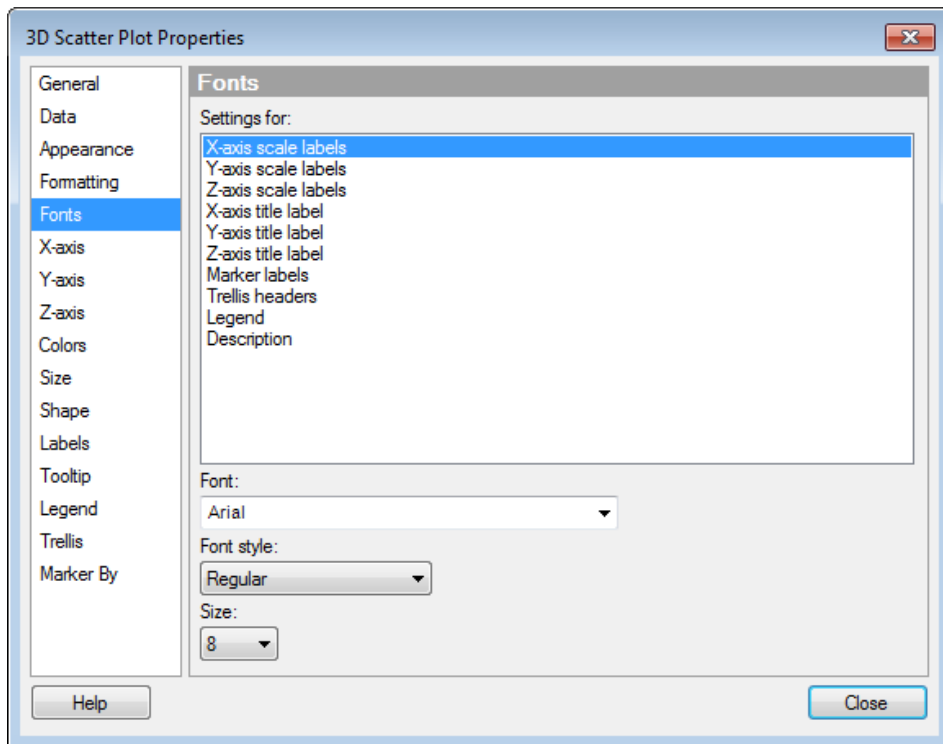 3D Scatter Plot Properties
General
Data
Appearance
Formatting
Fonts
X-axis
Y-axis
Z-axis
Colors
Size
Shape
Labels
Tooltip
Legend
Trellis
Marker By
Fonts
Settings for:
X-axis scale labels
Y-axis scale labels
Z-axis scale labels
X-axis title label
Y-axis title label
Z-axis title label
Marker labels
Trellis headers
Legend
Description
Font:
Arial
Font style:
Regular
Size:
8
Help
Close